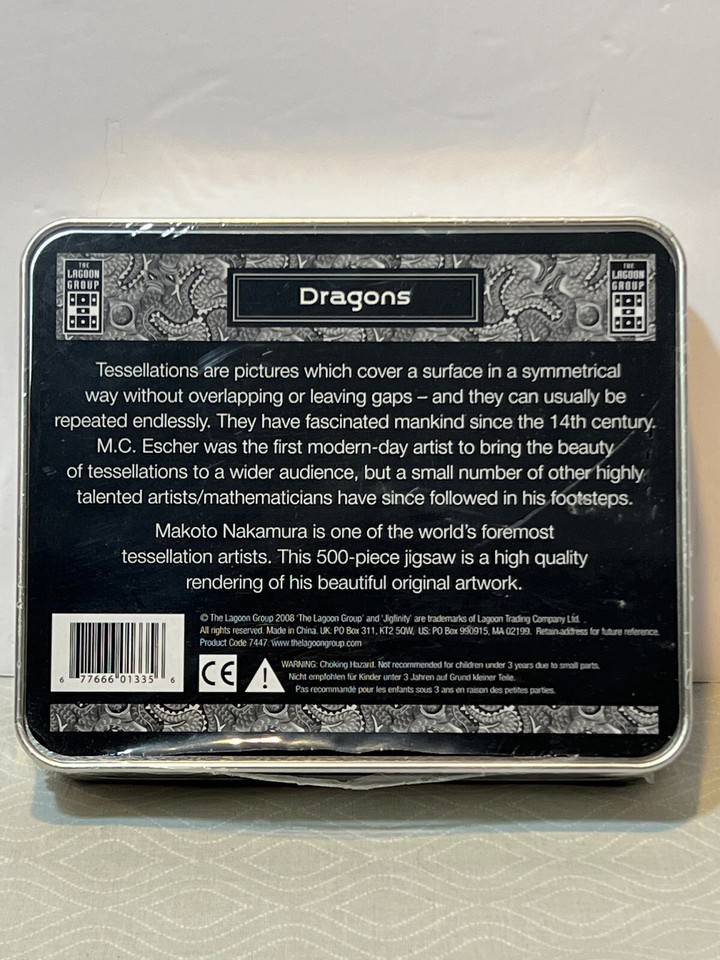 THE
LAGOON
GROUP
Dragons
THE
LAGOON
GROUP
Tessellations are pictures which cover a surface in a symmetrical
way without overlapping or leaving gaps – and they can usually be
repeated endlessly. They have fascinated mankind since the 14th century.
M.C. Escher was the first modern-day artist to bring the beauty
of tessellations to a wider audience, but a small number of other highly
talented artists/mathematicians have since followed in his footsteps.
Makoto Nakamura is one of the world's foremost
tessellation artists. This 500-piece jigsaw is a high quality
rendering of his beautiful original artwork.
© The Lagoon Group 2008 'The Lagoon Group' and 'Jigfinity' are trademarks of Lagoon Trading Company Ltd.
All rights reserved. Made in China. UK: PO Box 311, KT2 5QW, US: PO Box 990915, MA 02199. Retain address for future reference.
Product Code 7447 www.thelagoongroup.com
6 77666 01335 6
CE
WARNING: Choking Hazard. Not recommended for children under 3 years due to small parts.
Nicht empfohlen für Kinder unter 3 Jahren auf Grund kleiner Teile.
Pas recommandé pour les enfants sous 3 ans en raison des petites parties.